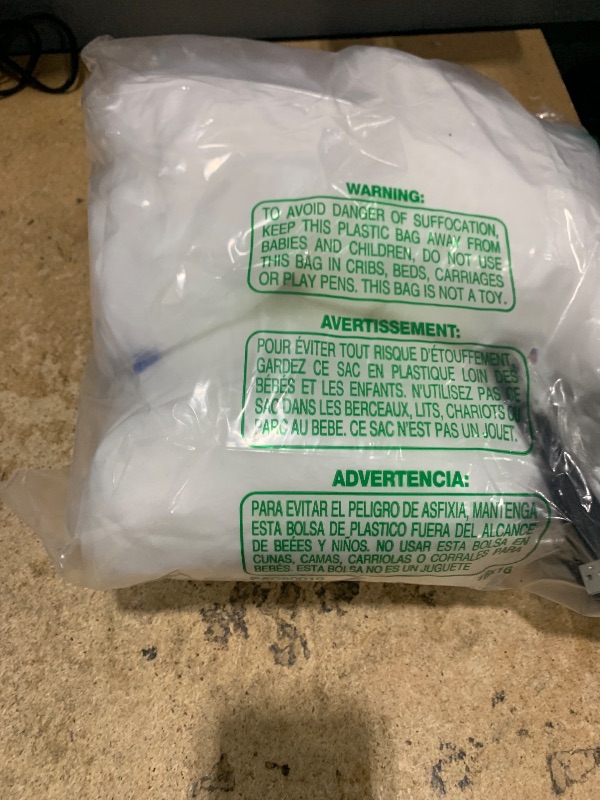 WARNING:
TO AVOID DANGER OF SUFFOCATION,
KEEP THIS PLASTIC BAG AWAY FROM
BABIES AND CHILDREN. DO NOT USE
THIS BAG IN CRIBS, BEDS, CARRIAGES
OR PLAY PENS. THIS BAG IS NOT A TOY.
AVERTISSEMENT:
POUR ÉVITER TOUT RISQUE D'ÉTOUFFEMENT,
GARDEZ CE SAC EN PLASTIQUE LOIN DES
BÉBÉS ET LES ENFANTS. N'UTILISEZ PAS CE
SAC DANS LES BERCEAUX, LITS, CHARIOTS OU
PARC AU BEBE. CE SAC N'EST PAS UN JOUET.
ADVERTENCIA:
PARA EVITAR EL PELIGRO DE ASFIXIA, MANTENGA
ESTA BOLSA DE PLASTICO FUERA DEL ALCANCE
DE BEÉES Y NIÑOS. NO USAR ESTA BOLSA EN
CUNAS, CAMAS, CARRIOLAS O CORRALES PARA
BEBÉS. ESTA BOLSA NO ES UN JUGUETE